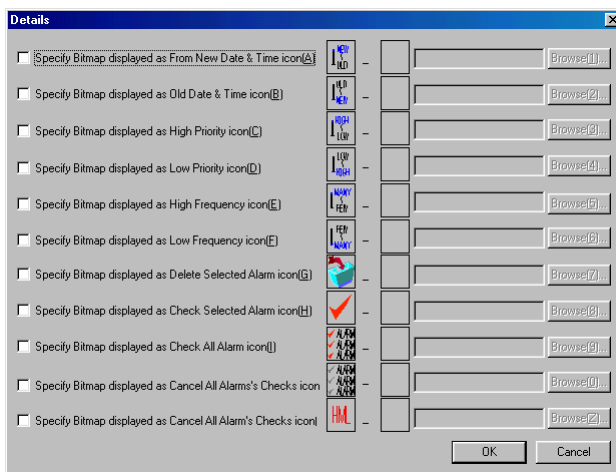 Details
Specify Bitmap displayed as From New Date & Time icon(A)
NEW
OLD
–
Browse(1)...
Specify Bitmap displayed as Old Date & Time icon(B)
OLD
NEW
–
Browse(2)...
Specify Bitmap displayed as High Priority icon(C)
HIGH
LOW
–
Browse(3)...
Specify Bitmap displayed as Low Priority icon(D)
LOW
HIGH
–
Browse(4)...
Specify Bitmap displayed as High Frequency icon(E)
MANY
FEW
–
Browse(5)...
Specify Bitmap displayed as Low Frequency icon(F)
FEW
MANY
–
Browse(6)...
Specify Bitmap displayed as Delete Selected Alarm icon(G)
–
Browse(7)...
Specify Bitmap displayed as Check Selected Alarm icon(H)
–
Browse(8)...
Specify Bitmap displayed as Check All Alarm icon(I)
ALARM
ALARM
ALARM
–
Browse(9)...
Specify Bitmap displayed as Cancel All Alarms's Checks icon
ALARM
ALARM
ALARM
–
Browse(0)...
Specify Bitmap displayed as Cancel All Alarm's Checks icon(
HML
–
Browse(Z)...
OK
Cancel